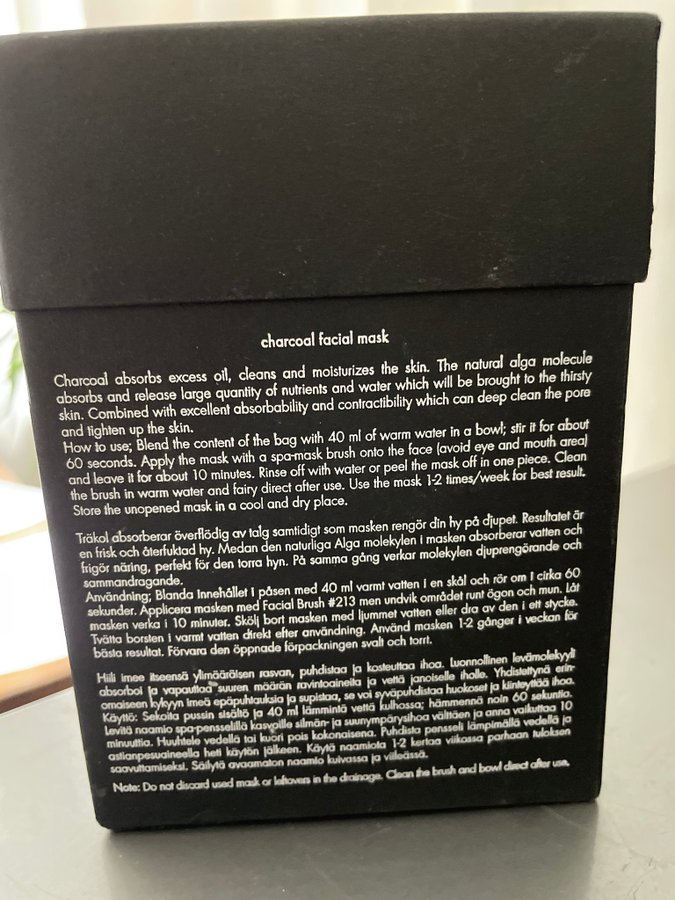 charcoal facial mask
Charcoal absorbs excess oil, cleans and moisturizes the skin. The natural alga molecule
absorbs and release large quantity of nutrients and water which will be brought to the thirsty
skin. Combined with excellent absorbability and contractibility which can deep clean the pore
and tighten up the skin.
How to use; Blend the content of the bag with 40 ml of warm water in a bowl; stir it for about
60 seconds. Apply the mask with a spa-mask brush onto the face (avoid eye and mouth area)
and leave it for about 10 minutes. Rinse off with water or peel the mask off in one piece. Clean
the brush in warm water and fairy direct after use. Use the mask 1-2 times/week for best result.
Store the unopened mask in a cool and dry place.
Träkol absorberar överflödig av talg samtidigt som masken rengör din hy på djupet. Resultatet är
en frisk och återfuktad hy. Medan den naturliga Alga molekylen i masken absorberar vatten och
frigör näring, perfekt för den torra hyn. På samma gång verkar molekylen djuprengörande och
sammandragande.
Användning; Blanda Innehållet I påsen med 40 ml varmt vatten i en skål och rör om I cirka 60
sekunder. Applicera masken med Facial Brush #213 men undvik området runt ögon och mun. Låt
masken verka i 10 minuter. Skölj bort masken med ljummet vatten eller dra av den i ett stycke.
Tvätta borsten i varmt vatten direkt efter användning. Använd masken 1-2 gånger i veckan för
bästa resultat. Förvara den öppnade förpackningen svalt och torrt.
Hiili imee itseensä ylimäärälsen rasvan, puhdistaa ja kosteuttaa ihoa. Luonnollinen levämolekyyli
absorboi ja vapauttaa suuren määrän ravintoaineita ja vettä janoiselle iholle. Yhdistettynä erin-
omaiseen kykyyn imeä epäpuhtauksia ja supistaa, se voi syväpuhdistaa huokoset ja kiinteyttää ihoa.
Käyttö: Sekoita pussin sisältö ja 40 ml lämmintä vettä kulhossa; hämmennä noin 60 sekuntia.
Levitä naamio spa-pensselillä kasvoille silmän- ja suunympärysihoa välttäen ja anna vaikuttaa 10
minuuttia. Huuhtele vedellä tai kuori pois kokonaisena. Puhdista pensseli lämpimällä vedellä ja
astianpesuaineella heti käytön jälkeen. Käytä naamiota 1-2 kertaa viikossa parhaan tuloksen
saavuttamiseksi. Säilytä avaamaton naamio kuivassa ja viileässä.
Note: Do not discard used mask or leftovers in the drainage. Clean the brush and bowl direct after use.